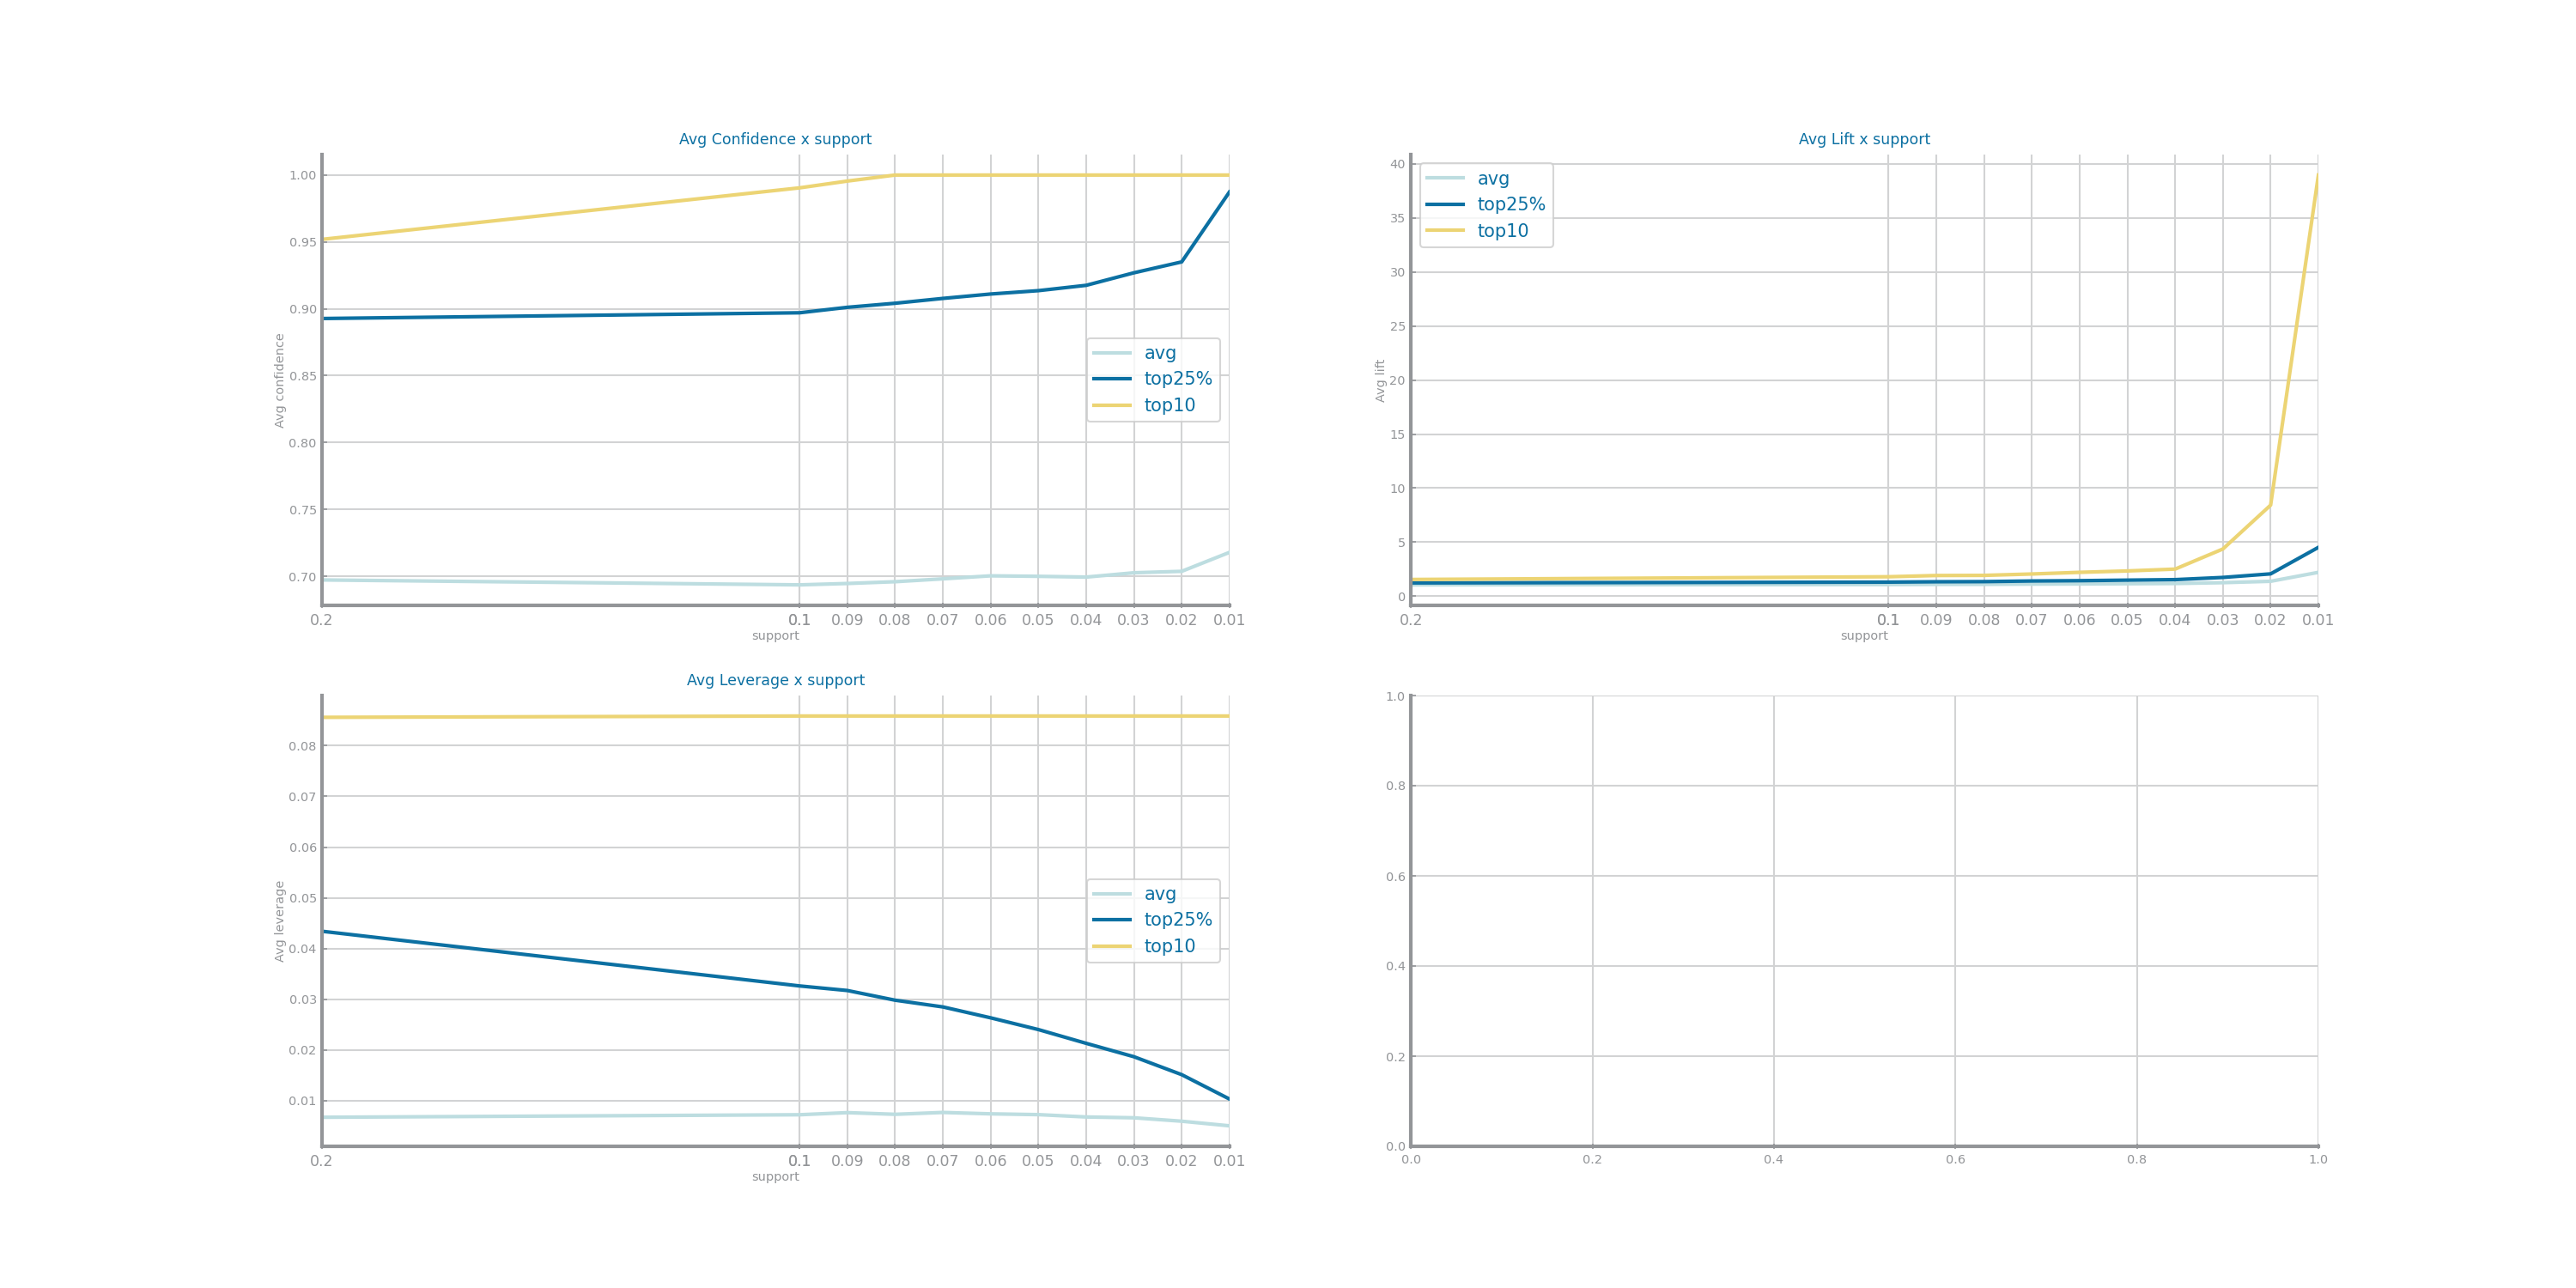 Avg Confidence x support
1.00
0.95
0.90
0.85
0.80
0.75
0.70
Avg confidence
avg
top25%
top10
0.2 0.1 0.09 0.08 0.07 0.06 0.05 0.04 0.03 0.02 0.01
support
Avg Lift x support
40
35
30
25
20
15
10
5
0
Avg lift
avg
top25%
top10
0.2 0.1 0.09 0.08 0.07 0.06 0.05 0.04 0.03 0.02 0.01
support
Avg Leverage x support
0.08
0.07
0.06
0.05
0.04
0.03
0.02
0.01
Avg leverage
avg
top25%
top10
0.2 0.1 0.09 0.08 0.07 0.06 0.05 0.04 0.03 0.02 0.01
support
1.0
0.8
0.6
0.4
0.2
0.0
0.0 0.2 0.4 0.6 0.8 1.0